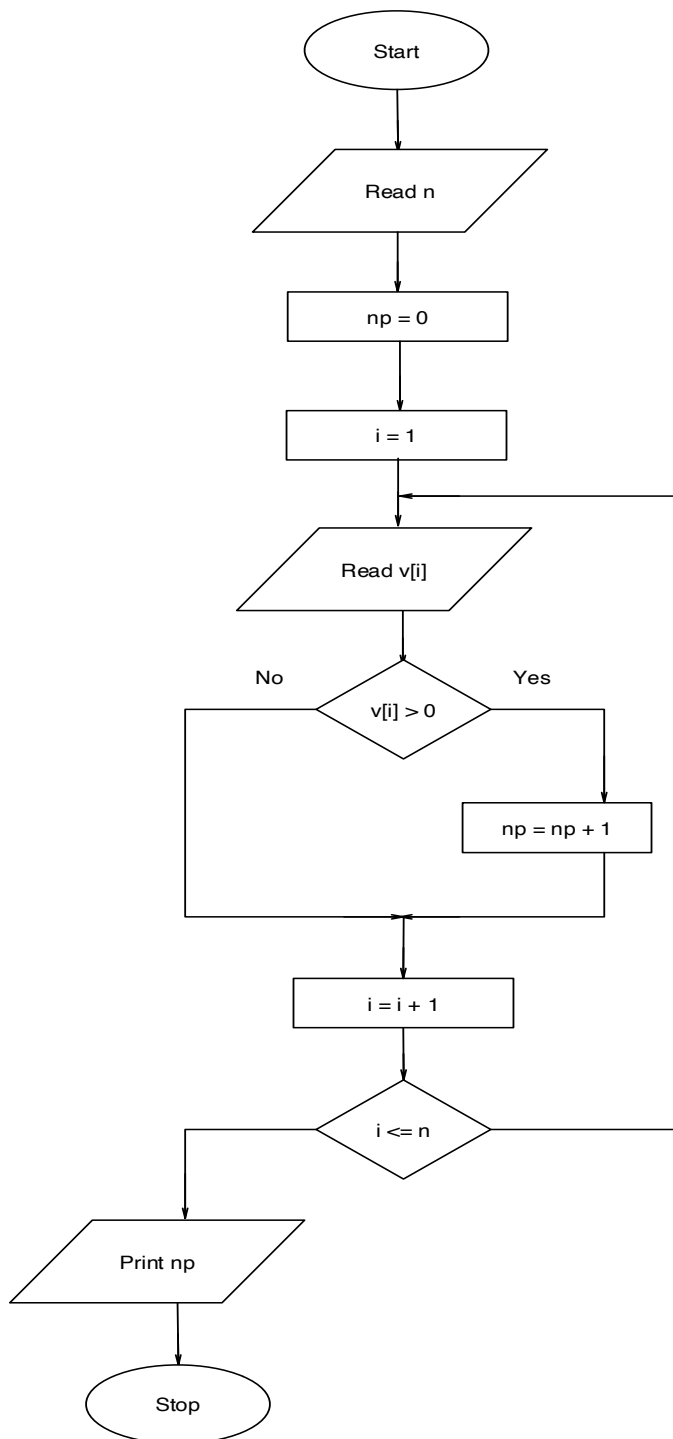 Start
Read n
np = 0
i = 1
Read v[i]
No
Yes
v[i] > 0
np = np + 1
i = i + 1
i <= n
Print np
Stop